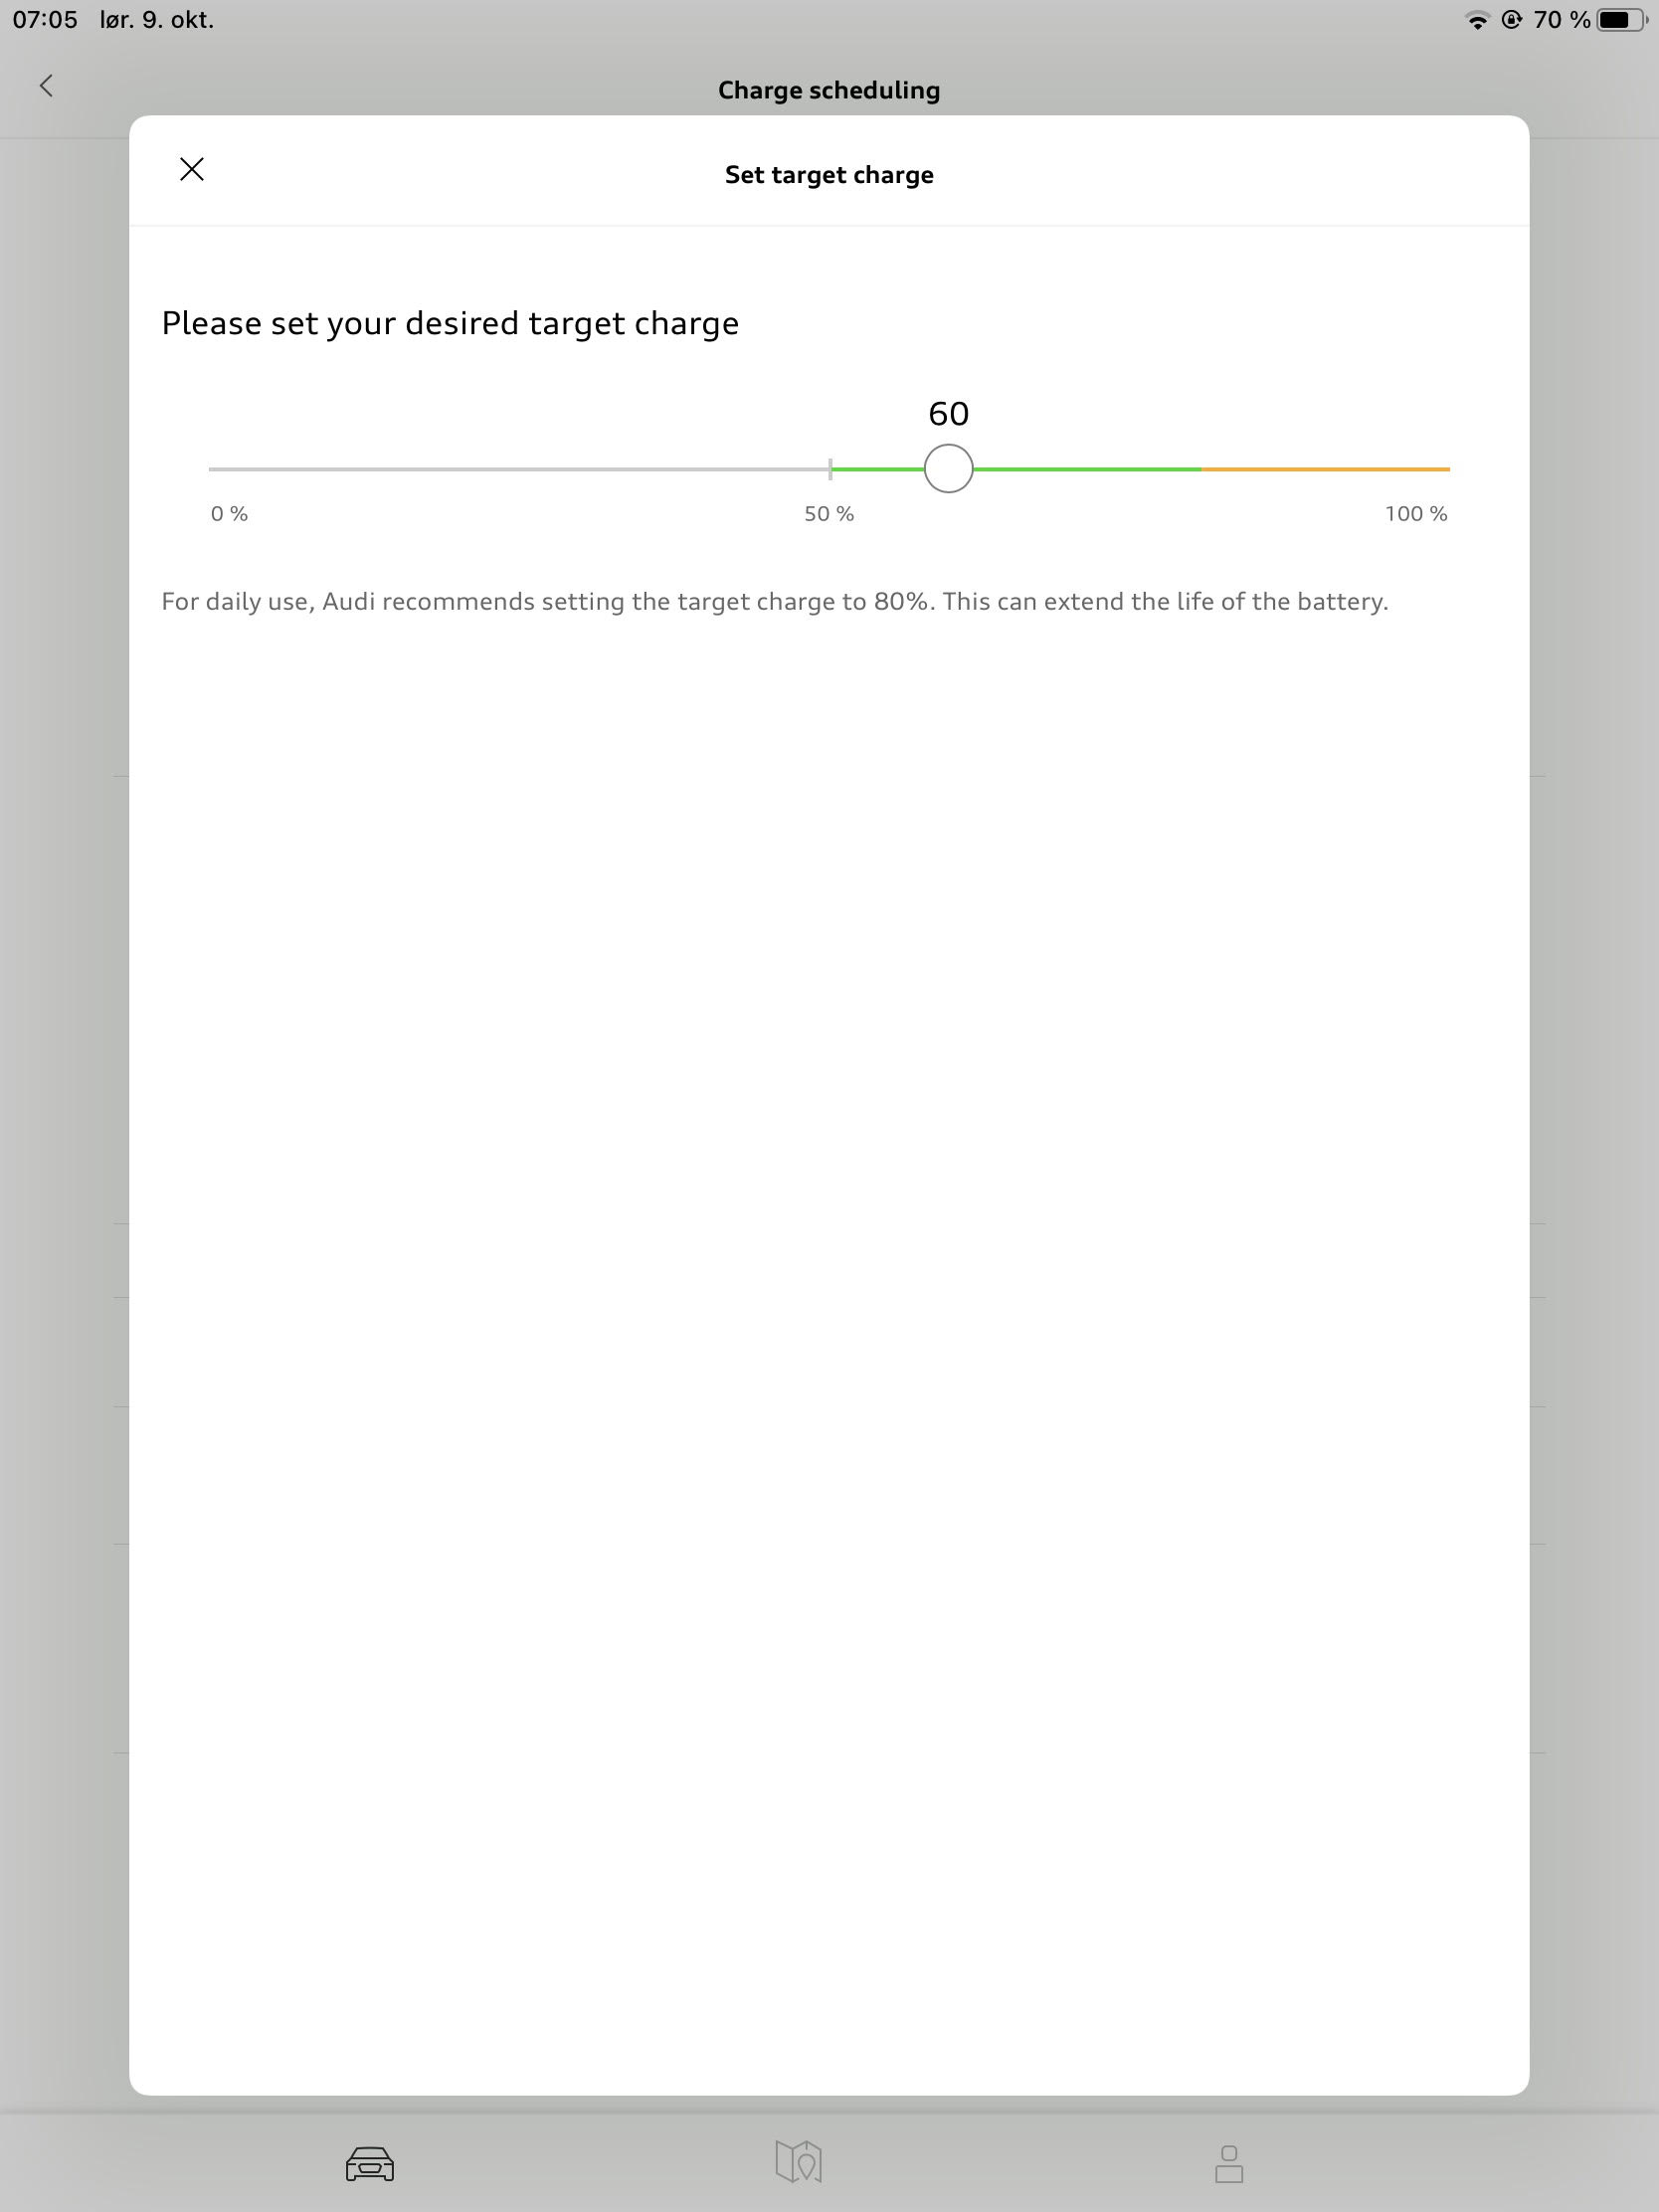 07:05 lør. 9. okt. 70 %
Charge scheduling
Set target charge
Please set your desired target charge
60
0 % 50 % 100 %
For daily use, Audi recommends setting the target charge to 80%. This can extend the life of the battery.